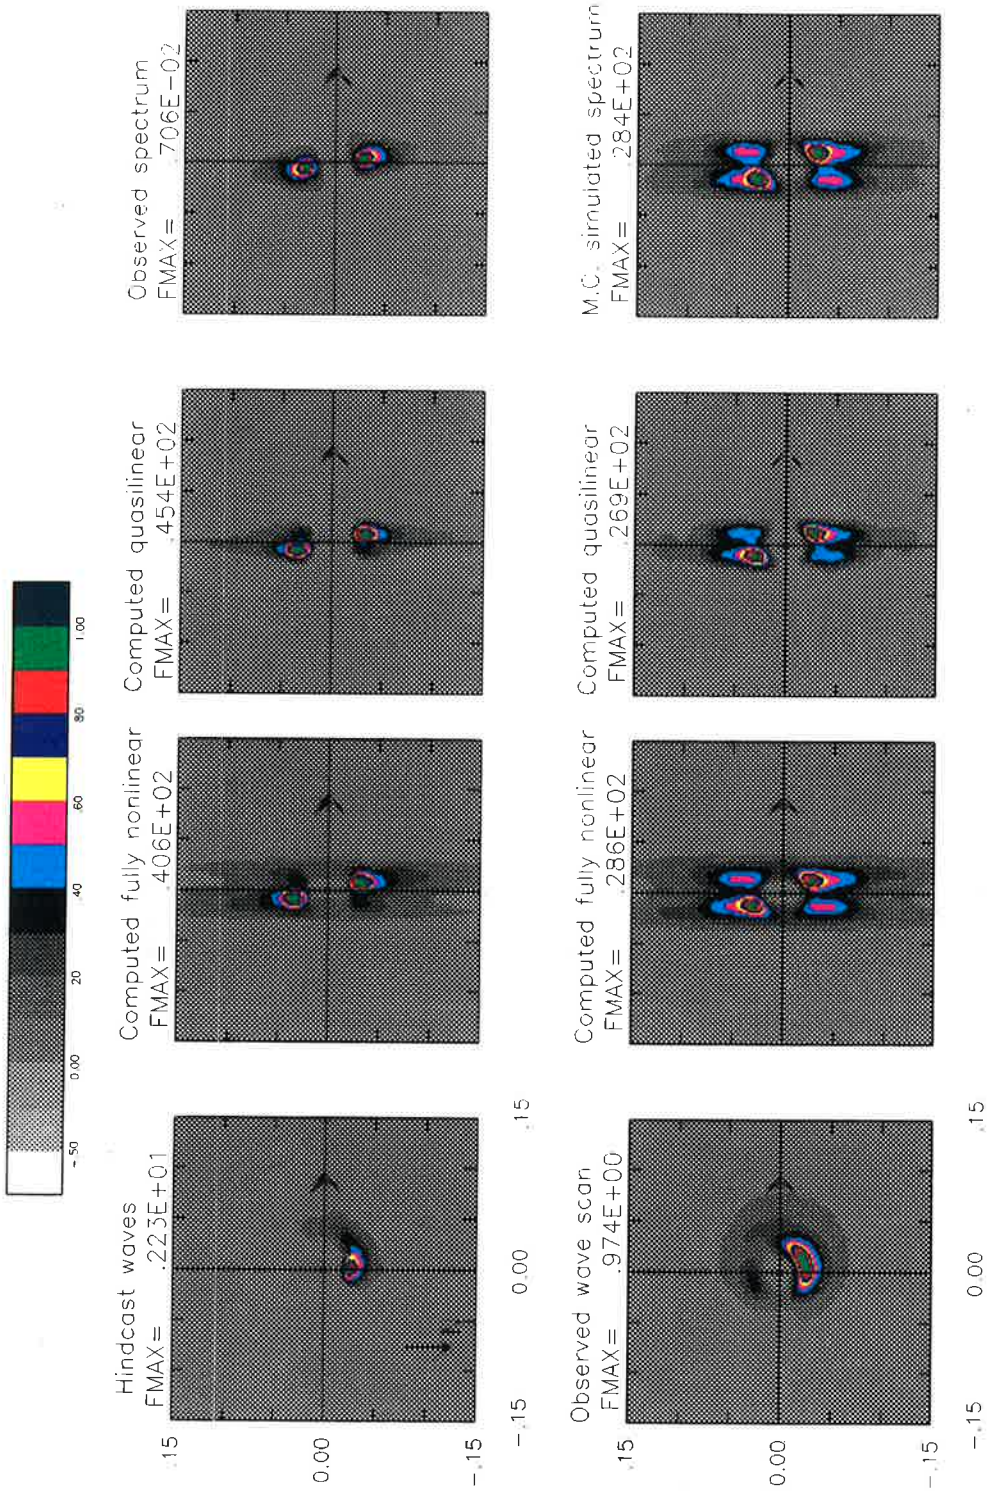 -.50
0.00
.20
.40
.60
.80
1.00
Hindcast waves
FMAX= .223E+01
Computed fully nonlinear
FMAX= .406E+02
Computed quasilinear
FMAX= .454E+02
Observed spectrum
FMAX= .706E-02
.15
0.00
-.15
-.15
0.00
.15
Observed wave scan
FMAX= .974E+00
Computed fully nonlinear
FMAX= .286E+02
Computed quasilinear
FMAX= .269E+02
M.C. simulated spectrum
FMAX= .284E+02
.15
0.00
-.15
-.15
0.00
.15